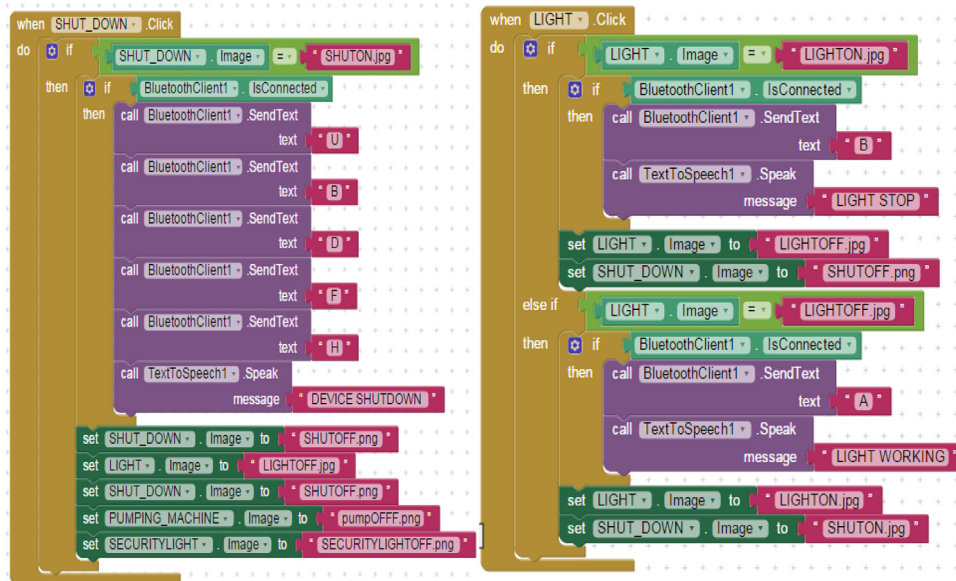 when SHUT_DOWN .Click
do if SHUT_DOWN . Image = " SHUTON.jpg "
then if BluetoothClient1 . IsConnected
then call BluetoothClient1 .SendText
text " U "
call BluetoothClient1 .SendText
text " B "
call BluetoothClient1 .SendText
text " D "
call BluetoothClient1 .SendText
text " F "
call BluetoothClient1 .SendText
text " H "
call TextToSpeech1 .Speak
message " DEVICE SHUTDOWN "
set SHUT_DOWN . Image to " SHUTOFF.png "
set LIGHT . Image to " LIGHTOFF.jpg "
set SHUT_DOWN . Image to " SHUTOFF.png "
set PUMPING_MACHINE . Image to " pumpOFFF.png "
set SECURITYLIGHT . Image to " SECURITYLIGHTOFF.png " ]
when LIGHT .Click
do if LIGHT . Image = " LIGHTON.jpg "
then if BluetoothClient1 . IsConnected
then call BluetoothClient1 .SendText
text " B "
call TextToSpeech1 .Speak
message " LIGHT STOP "
set LIGHT . Image to " LIGHTOFF.jpg "
set SHUT_DOWN . Image to " SHUTOFF.png "
else if LIGHT . Image = " LIGHTOFF.jpg "
then if BluetoothClient1 . IsConnected
then call BluetoothClient1 .SendText
text " A "
call TextToSpeech1 .Speak
message " LIGHT WORKING "
set LIGHT . Image to " LIGHTON.jpg "
set SHUT_DOWN . Image to " SHUTON.jpg "